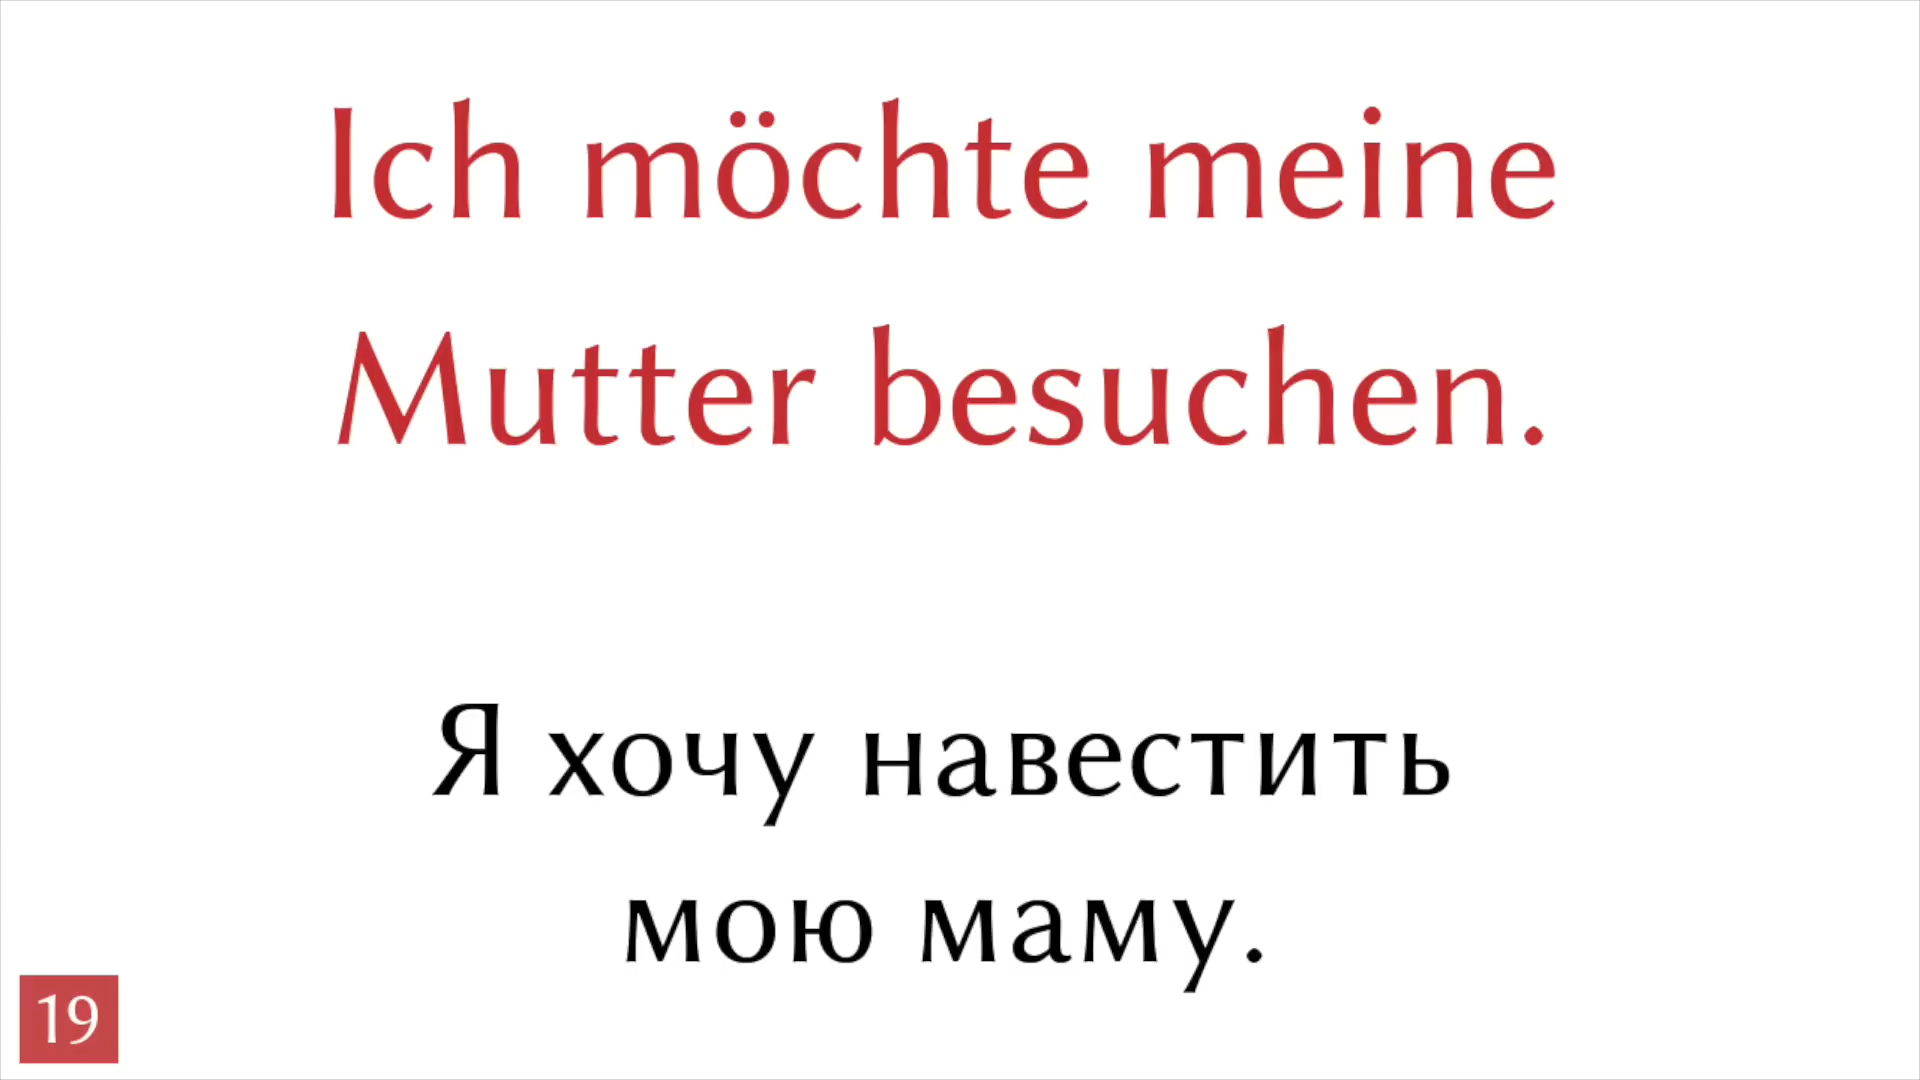 Ich möchte meine
Mutter besuchen.
Я хочу навестить
мою маму.
19